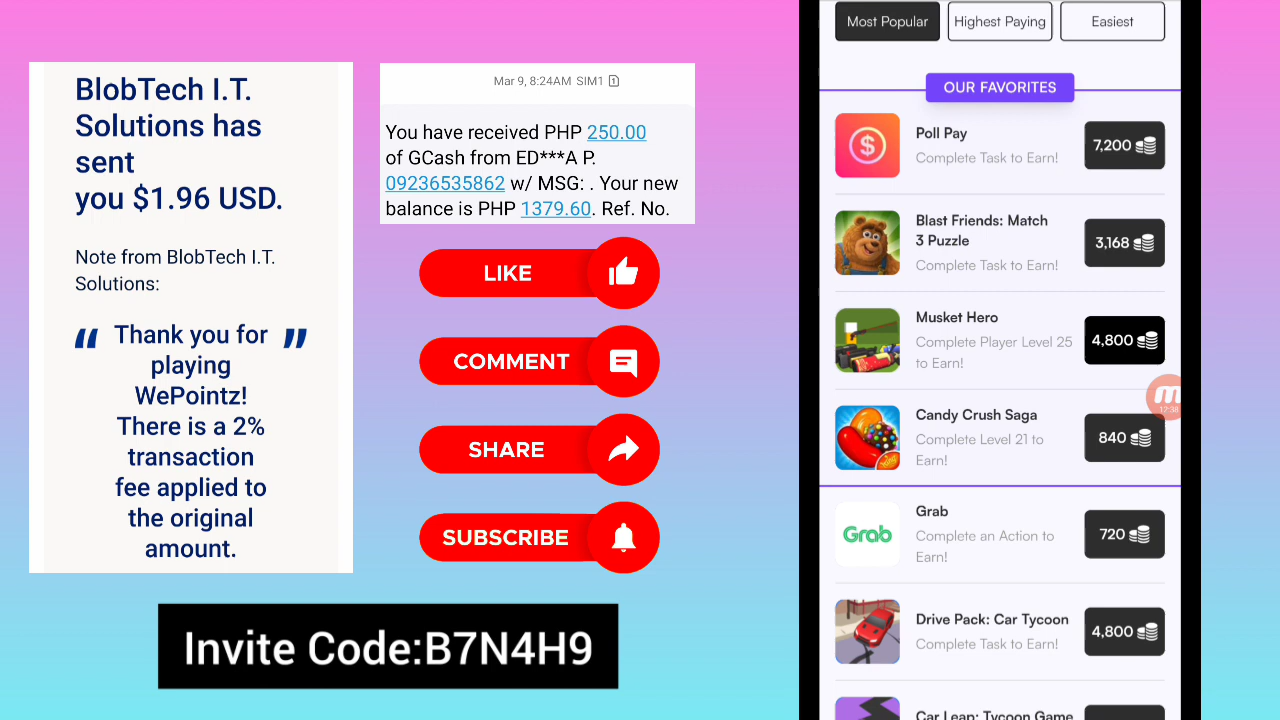 BlobTech I.T.
Solutions has
sent
you $1.96 USD.
Note from BlobTech I.T.
Solutions:
“ Thank you for ”
playing
WePointz!
There is a 2%
transaction
fee applied to
the original
amount.
Mar 9, 8:24AM SIM1 1
You have received PHP 250.00
of GCash from ED***A P.
09236535862 w/ MSG: . Your new
balance is PHP 1379.60. Ref. No.
LIKE
COMMENT
SHARE
SUBSCRIBE
Invite Code:B7N4H9
Most Popular
Highest Paying
Easiest
OUR FAVORITES
Poll Pay
Complete Task to Earn!
7,200
Blast Friends: Match
3 Puzzle
Complete Task to Earn!
3,168
Musket Hero
Complete Player Level 25
to Earn!
4,800
12:38
Candy Crush Saga
Complete Level 21 to
Earn!
840
Grab
Grab
Complete an Action to
Earn!
720
Drive Pack: Car Tycoon
Complete Task to Earn!
4,800
Car Leap: Tycoon Game